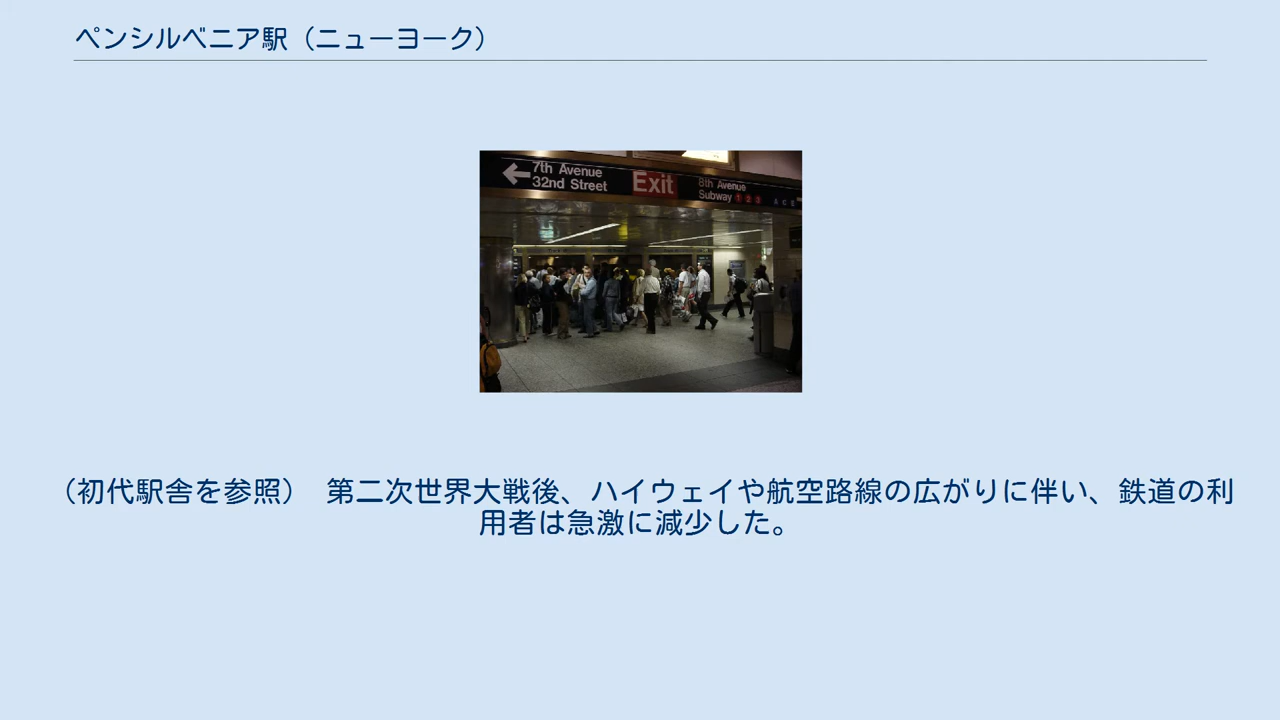 ペンシルベニア駅（ニューヨーク）
7th Avenue
32nd Street
Exit
8th Avenue
Subway 1 2 3 A C E
（初代駅舎を参照）　第二次世界大戦後、ハイウェイや航空路線の広がりに伴い、鉄道の利
用者は急激に減少した。